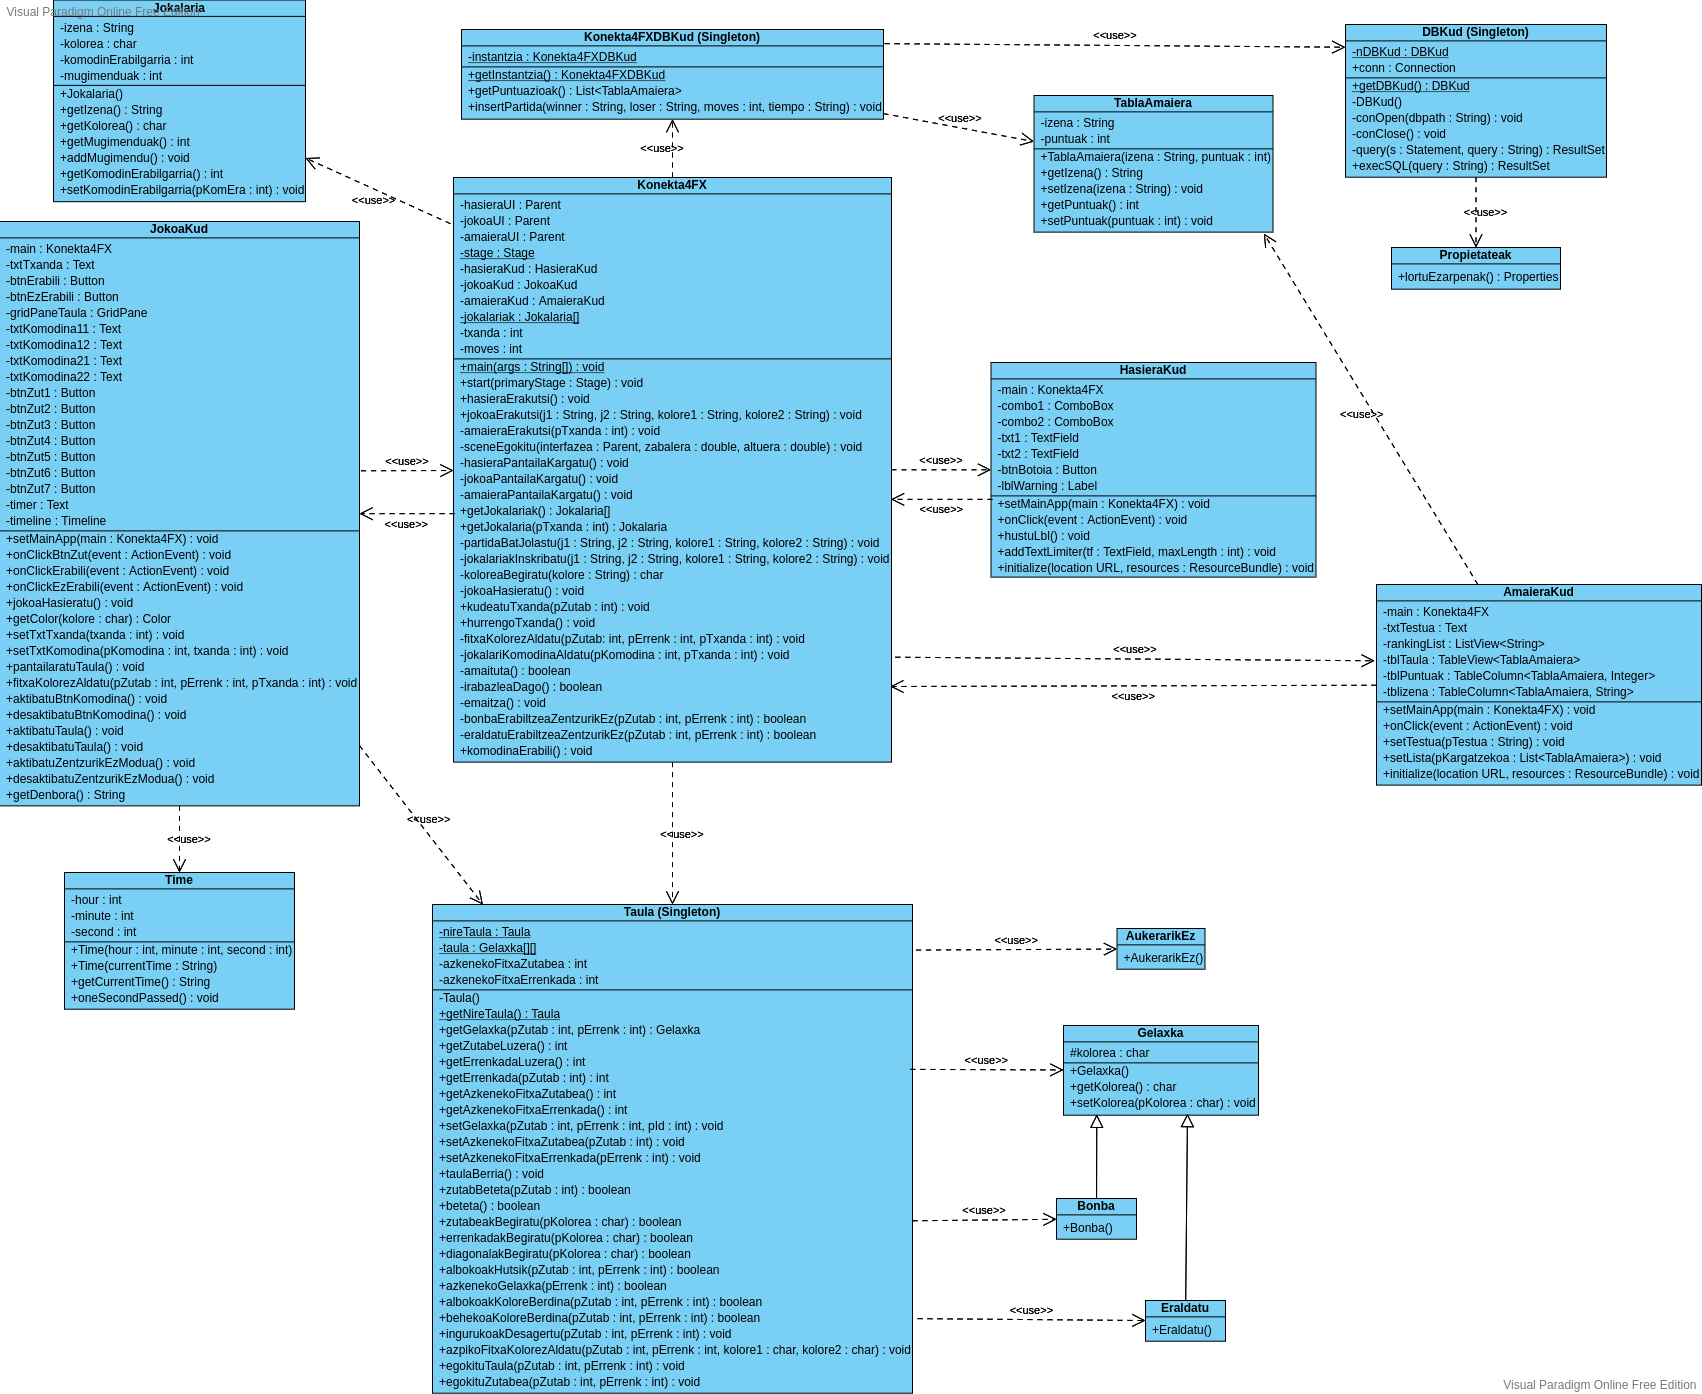 Visual Paradigm Online Free Edition
Jokalaria
-izena : String
-kolorea : char
-komodinErabilgarria : int
-mugimenduak : int
+Jokalaria()
+getIzena() : String
+getKolorea() : char
+getMugimenduak() : int
+addMugimendu() : void
+getKomodinErabilgarria() : int
+setKomodinErabilgarria(pKomEra : int) : void
<<use>>
Konekta4FXDBKud (Singleton)
-instantzia : Konekta4FXDBKud
+getInstantzia() : Konekta4FXDBKud
+getPuntuazioak() : List<TablaAmaiera>
+insertPartida(winner : String, loser : String, moves : int, tiempo : String) : void
<<use>>
<<use>>
<<use>>
DBKud (Singleton)
-nDBKud : DBKud
+conn : Connection
+getDBKud() : DBKud
-DBKud()
-conOpen(dbpath : String) : void
-conClose() : void
-query(s : Statement, query : String) : ResultSet
+execSQL(query : String) : ResultSet
<<use>>
Propietateak
+lortuEzarpenak() : Properties
TablaAmaiera
-izena : String
-puntuak : int
+TablaAmaiera(izena : String, puntuak : int)
+getIzena() : String
+setIzena(izena : String) : void
+getPuntuak() : int
+setPuntuak(puntuak : int) : void
<<use>>
JokoaKud
-main : Konekta4FX
-txtTxanda : Text
-btnErabili : Button
-btnEzErabili : Button
-gridPaneTaula : GridPane
-txtKomodina11 : Text
-txtKomodina12 : Text
-txtKomodina21 : Text
-txtKomodina22 : Text
-btnZut1 : Button
-btnZut2 : Button
-btnZut3 : Button
-btnZut4 : Button
-btnZut5 : Button
-btnZut6 : Button
-btnZut7 : Button
-timer : Text
-timeline : Timeline
+setMainApp(main : Konekta4FX) : void
+onClickBtnZut(event : ActionEvent) : void
+onClickErabili(event : ActionEvent) : void
+onClickEzErabili(event : ActionEvent) : void
+jokoaHasieratu() : void
+getColor(kolore : char) : Color
+setTxtTxanda(txanda : int) : void
+setTxtKomodina(pKomodina : int, txanda : int) : void
+pantailaratuTaula() : void
+fitxaKolorezAldatu(pZutab : int, pErrenk : int, pTxanda : int) : void
+aktibatuBtnKomodina() : void
+desaktibatuBtnKomodina() : void
+aktibatuTaula() : void
+desaktibatuTaula() : void
+aktibatuZentzurikEzModua() : void
+desaktibatuZentzurikEzModua() : void
+getDenbora() : String
<<use>>
<<use>>
<<use>>
<<use>>
Konekta4FX
-hasieraUI : Parent
-jokoaUI : Parent
-amaieraUI : Parent
-stage : Stage
-hasieraKud : HasieraKud
-jokoaKud : JokoaKud
-amaieraKud : AmaieraKud
-jokalariak : Jokalaria[]
-txanda : int
-moves : int
+main(args : String[]) : void
+start(primaryStage : Stage) : void
+hasieraErakutsi() : void
+jokoaErakutsi(j1 : String, j2 : String, kolore1 : String, kolore2 : String) : void
-amaieraErakutsi(pTxanda : int) : void
-sceneEgokitu(interfazea : Parent, zabalera : double, altuera : double) : void
-hasieraPantailaKargatu() : void
-jokoaPantailaKargatu() : void
-amaieraPantailaKargatu() : void
+getJokalariak() : Jokalaria[]
+getJokalaria(pTxanda : int) : Jokalaria
-partidaBatJolastu(j1 : String, j2 : String, kolore1 : String, kolore2 : String) : void
-jokalariakInskribatu(j1 : String, j2 : String, kolore1 : String, kolore2 : String) : void
-koloreaBegiratu(kolore : String) : char
-jokoaHasieratu() : void
+kudeatuTxanda(pZutab : int) : void
+hurrengoTxanda() : void
-fitxaKolorezAldatu(pZutab: int, pErrenk : int, pTxanda : int) : void
-jokalariKomodinaAldatu(pKomodina : int, pTxanda : int) : void
-amaituta() : boolean
-irabazleaDago() : boolean
-emaitza() : void
-bonbaErabiltzeaZentzurikEz(pZutab : int, pErrenk : int) : boolean
-eraldatuErabiltzeaZentzurikEz(pZutab : int, pErrenk : int) : boolean
+komodinaErabili() : void
<<use>>
<<use>>
<<use>>
<<use>>
<<use>>
HasieraKud
-main : Konekta4FX
-combo1 : ComboBox
-combo2 : ComboBox
-txt1 : TextField
-txt2 : TextField
-btnBotoia : Button
-lblWarning : Label
+setMainApp(main : Konekta4FX) : void
+onClick(event : ActionEvent) : void
+hustuLbl() : void
+addTextLimiter(tf : TextField, maxLength : int) : void
+initialize(location URL, resources : ResourceBundle) : void
AmaieraKud
-main : Konekta4FX
-txtTestua : Text
-rankingList : ListView<String>
-tblTaula : TableView<TablaAmaiera>
-tblPuntuak : TableColumn<TablaAmaiera, Integer>
-tblizena : TableColumn<TablaAmaiera, String>
+setMainApp(main : Konekta4FX) : void
+onClick(event : ActionEvent) : void
+setTestua(pTestua : String) : void
+setLista(pKargatzekoa : List<TablaAmaiera>) : void
+initialize(location URL, resources : ResourceBundle) : void
Time
-hour : int
-minute : int
-second : int
+Time(hour : int, minute : int, second : int)
+Time(currentTime : String)
+getCurrentTime() : String
+oneSecondPassed() : void
Taula (Singleton)
-nireTaula : Taula
-taula : Gelaxka[][]
-azkenekoFitxaZutabea : int
-azkenekoFitxaErrenkada : int
-Taula()
+getNireTaula() : Taula
+getGelaxka(pZutab : int, pErrenk : int) : Gelaxka
+getZutabeLuzera() : int
+getErrenkadaLuzera() : int
+getErrenkada(pZutab : int) : int
+getAzkenekoFitxaZutabea() : int
+getAzkenekoFitxaErrenkada() : int
+setGelaxka(pZutab : int, pErrenk : int, pId : int) : void
+setAzkenekoFitxaZutabea(pZutab : int) : void
+setAzkenekoFitxaErrenkada(pErrenk : int) : void
+taulaBerria() : void
+zutabBeteta(pZutab : int) : boolean
+beteta() : boolean
+zutabeakBegiratu(pKolorea : char) : boolean
+errenkadakBegiratu(pKolorea : char) : boolean
+diagonalakBegiratu(pKolorea : char) : boolean
+albokoakHutsik(pZutab : int, pErrenk : int) : boolean
+azkenekoGelaxka(pErrenk : int) : boolean
+albokoakKoloreBerdina(pZutab : int, pErrenk : int) : boolean
+behekoaKoloreBerdina(pZutab : int, pErrenk : int) : boolean
+ingurukoakDesagertu(pZutab : int, pErrenk : int) : void
+azpikoFitxaKolorezAldatu(pZutab : int, pErrenk : int, kolore1 : char, kolore2 : char) : void
+egokituTaula(pZutab : int, pErrenk : int) : void
+egokituZutabea(pZutab : int, pErrenk : int) : void
<<use>>
<<use>>
<<use>>
<<use>>
AukerarikEz
+AukerarikEz()
Gelaxka
#kolorea : char
+Gelaxka()
+getKolorea() : char
+setKolorea(pKolorea : char) : void
Bonba
+Bonba()
Eraldatu
+Eraldatu()
Visual Paradigm Online Free Edition